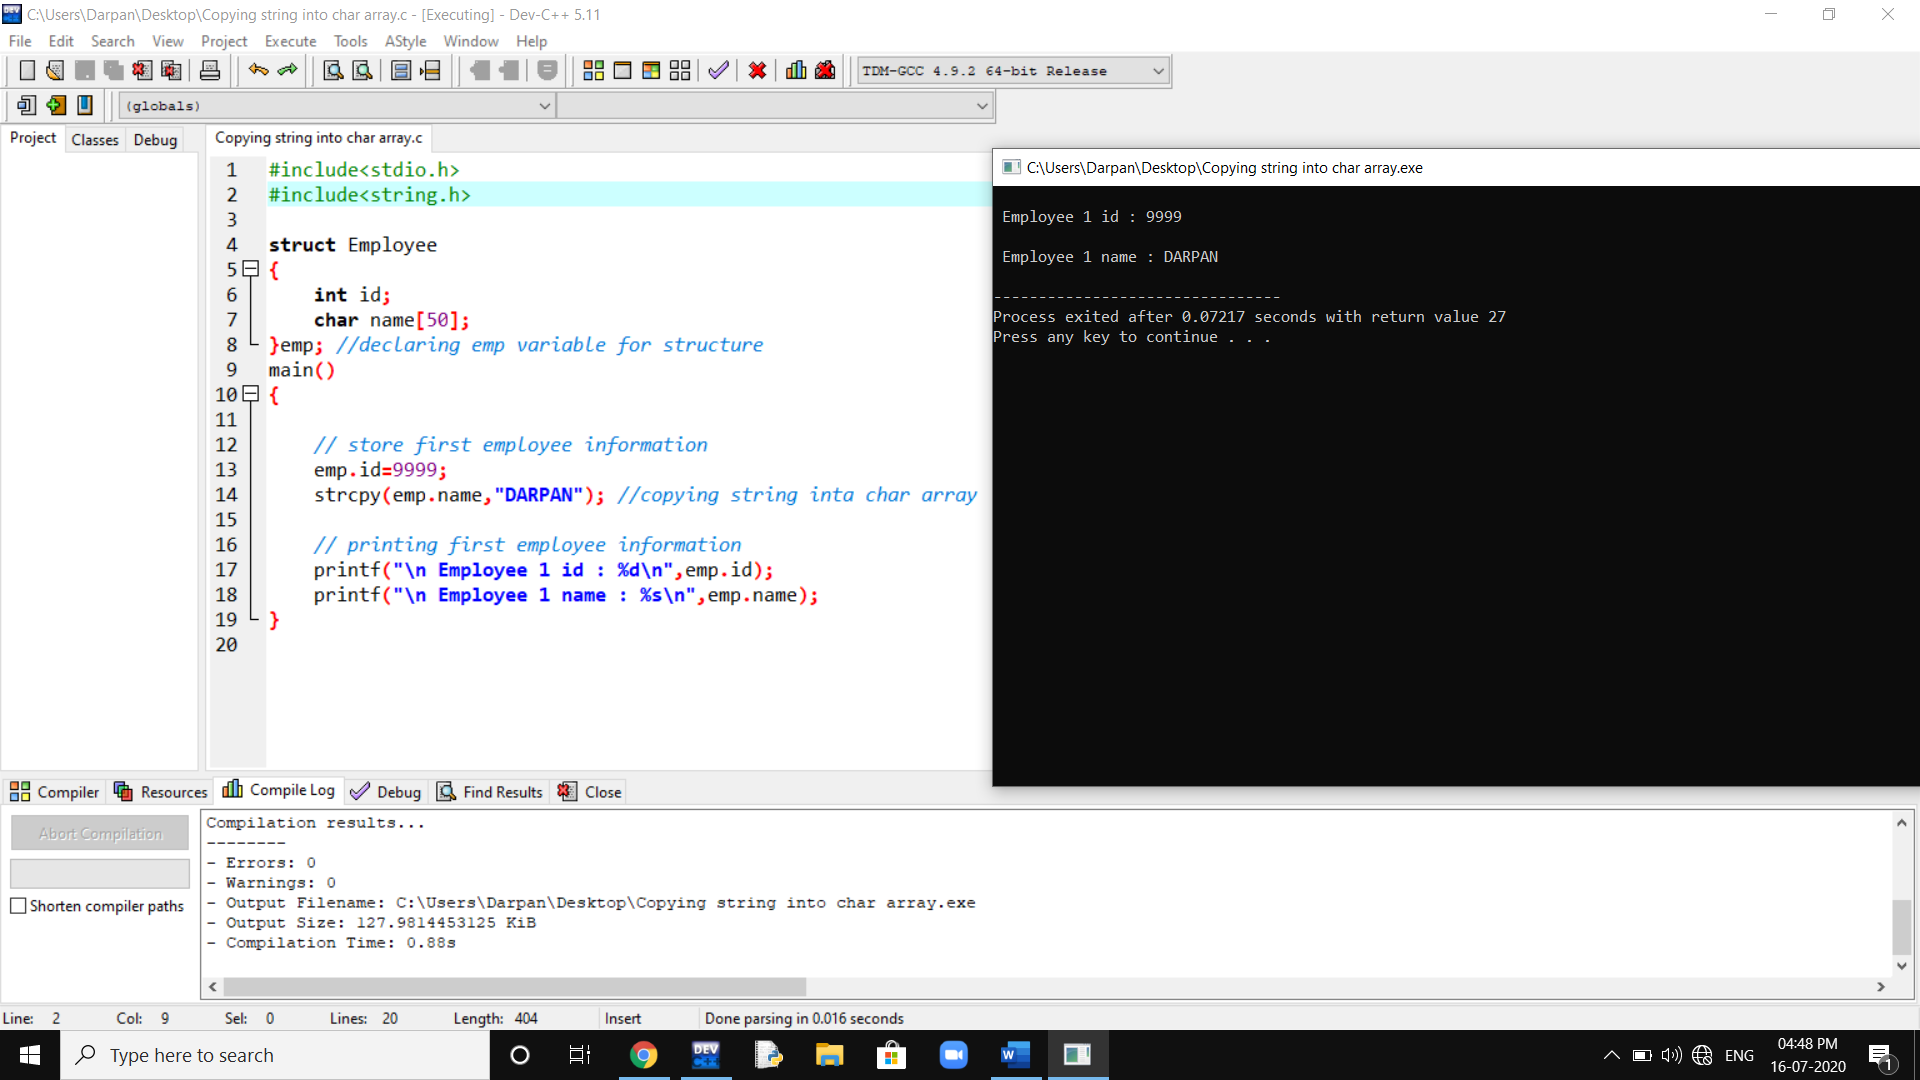 C:\Users\Darpan\Desktop\Copying string into char array.c - [Executing] - Dev-C++ 5.11
File Edit Search View Project Execute Tools AStyle Window Help
TDM-GCC 4.9.2 64-bit Release
(globals)
Project Classes Debug
Copying string into char array.c
1 #include<stdio.h>
2 #include<string.h>
3
4 struct Employee
5 {
6 int id;
7 char name[50];
8 }emp; //declaring emp variable for structure
9 main()
10 {
11
12 // store first employee information
13 emp.id=9999;
14 strcpy(emp.name,"DARPAN"); //copying string inta char array
15
16 // printing first employee information
17 printf("\n Employee 1 id : %d\n",emp.id);
18 printf("\n Employee 1 name : %s\n",emp.name);
19 }
20
C:\Users\Darpan\Desktop\Copying string into char array.exe
Employee 1 id : 9999
Employee 1 name : DARPAN
--------------------------------
Process exited after 0.07217 seconds with return value 27
Press any key to continue . . .
Compiler Resources Compile Log Debug Find Results Close
Abort Compilation
Shorten compiler paths
Compilation results...
--------
- Errors: 0
- Warnings: 0
- Output Filename: C:\Users\Darpan\Desktop\Copying string into char array.exe
- Output Size: 127.9814453125 KiB
- Compilation Time: 0.88s
Line: 2 Col: 9 Sel: 0 Lines: 20 Length: 404 Insert Done parsing in 0.016 seconds
Type here to search
DEV C++
W
ENG
04:48 PM
16-07-2020
1